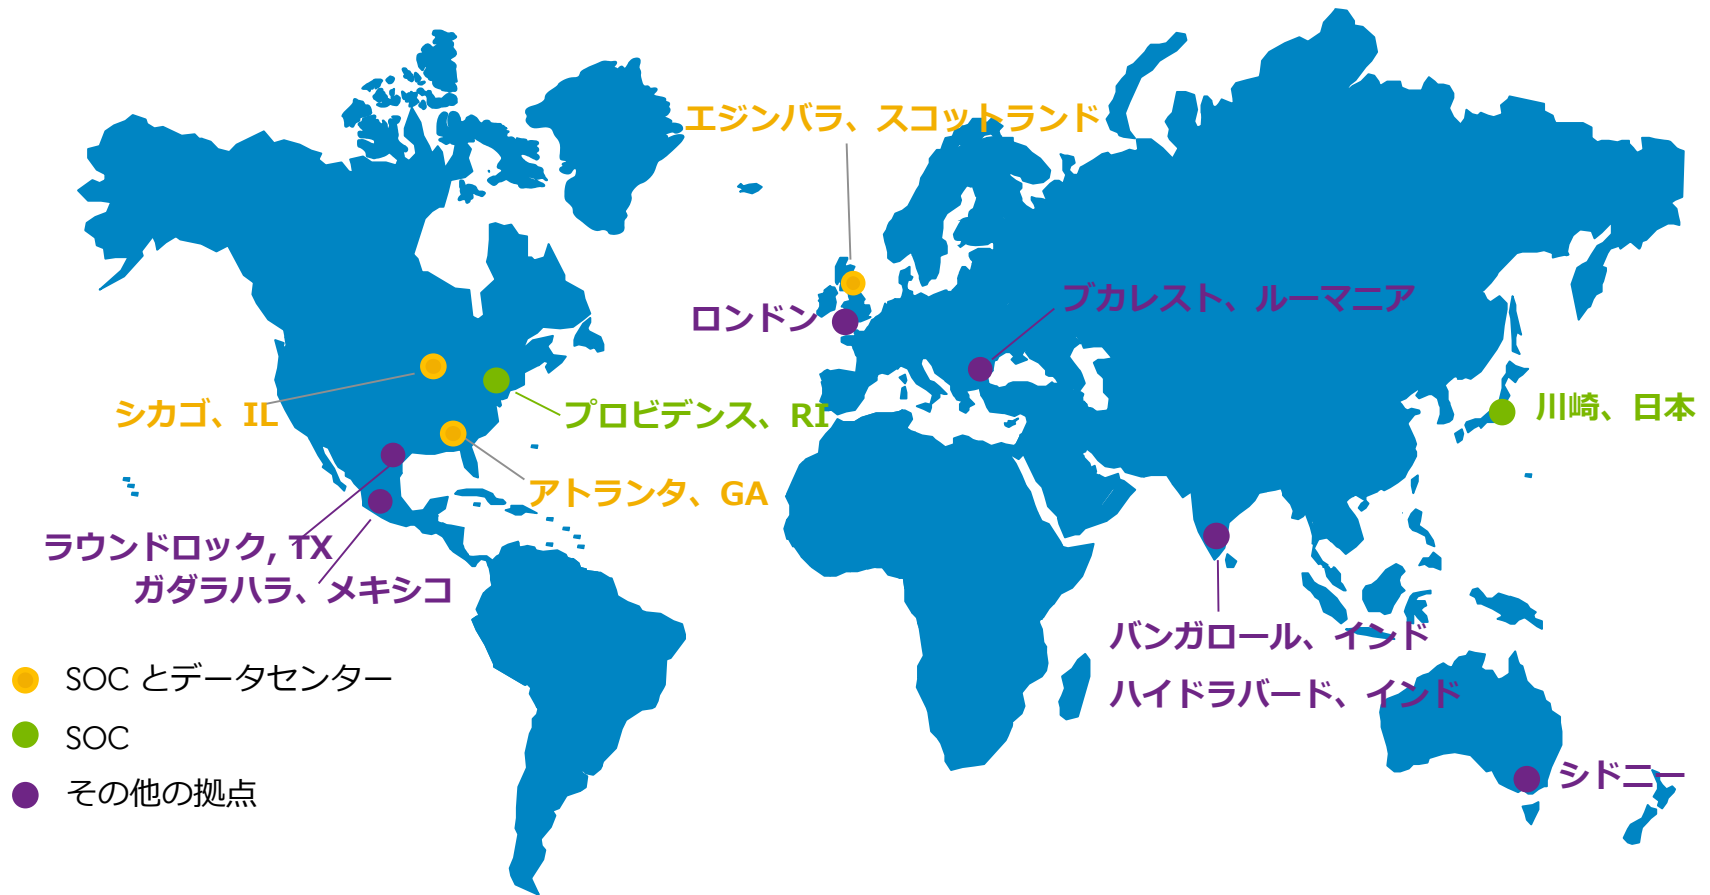 エジンバラ、スコットランド
ブカレスト、ルーマニア
ロンドン
シカゴ、IL
プロビデンス、RI
川崎、日本
アトランタ、GA
ラウンドロック, TX
ガダラハラ、メキシコ
バンガロール、インド
ハイドラバード、インド
シドニー
SOC とデータセンター
SOC
その他の拠点